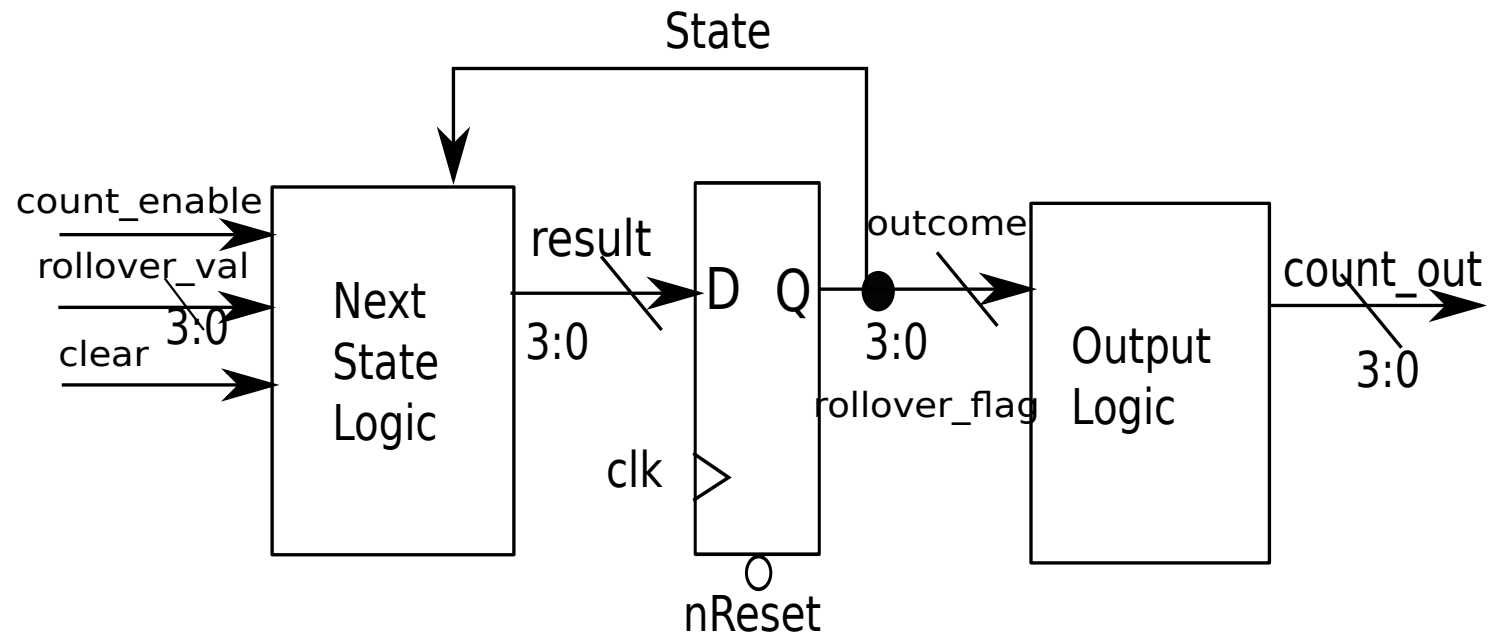 State
count_enable
rollover_val
3:0
clear
Next
State
Logic
result
3:0
D Q
clk
nReset
outcome
3:0
rollover_flag
Output
Logic
count_out
3:0